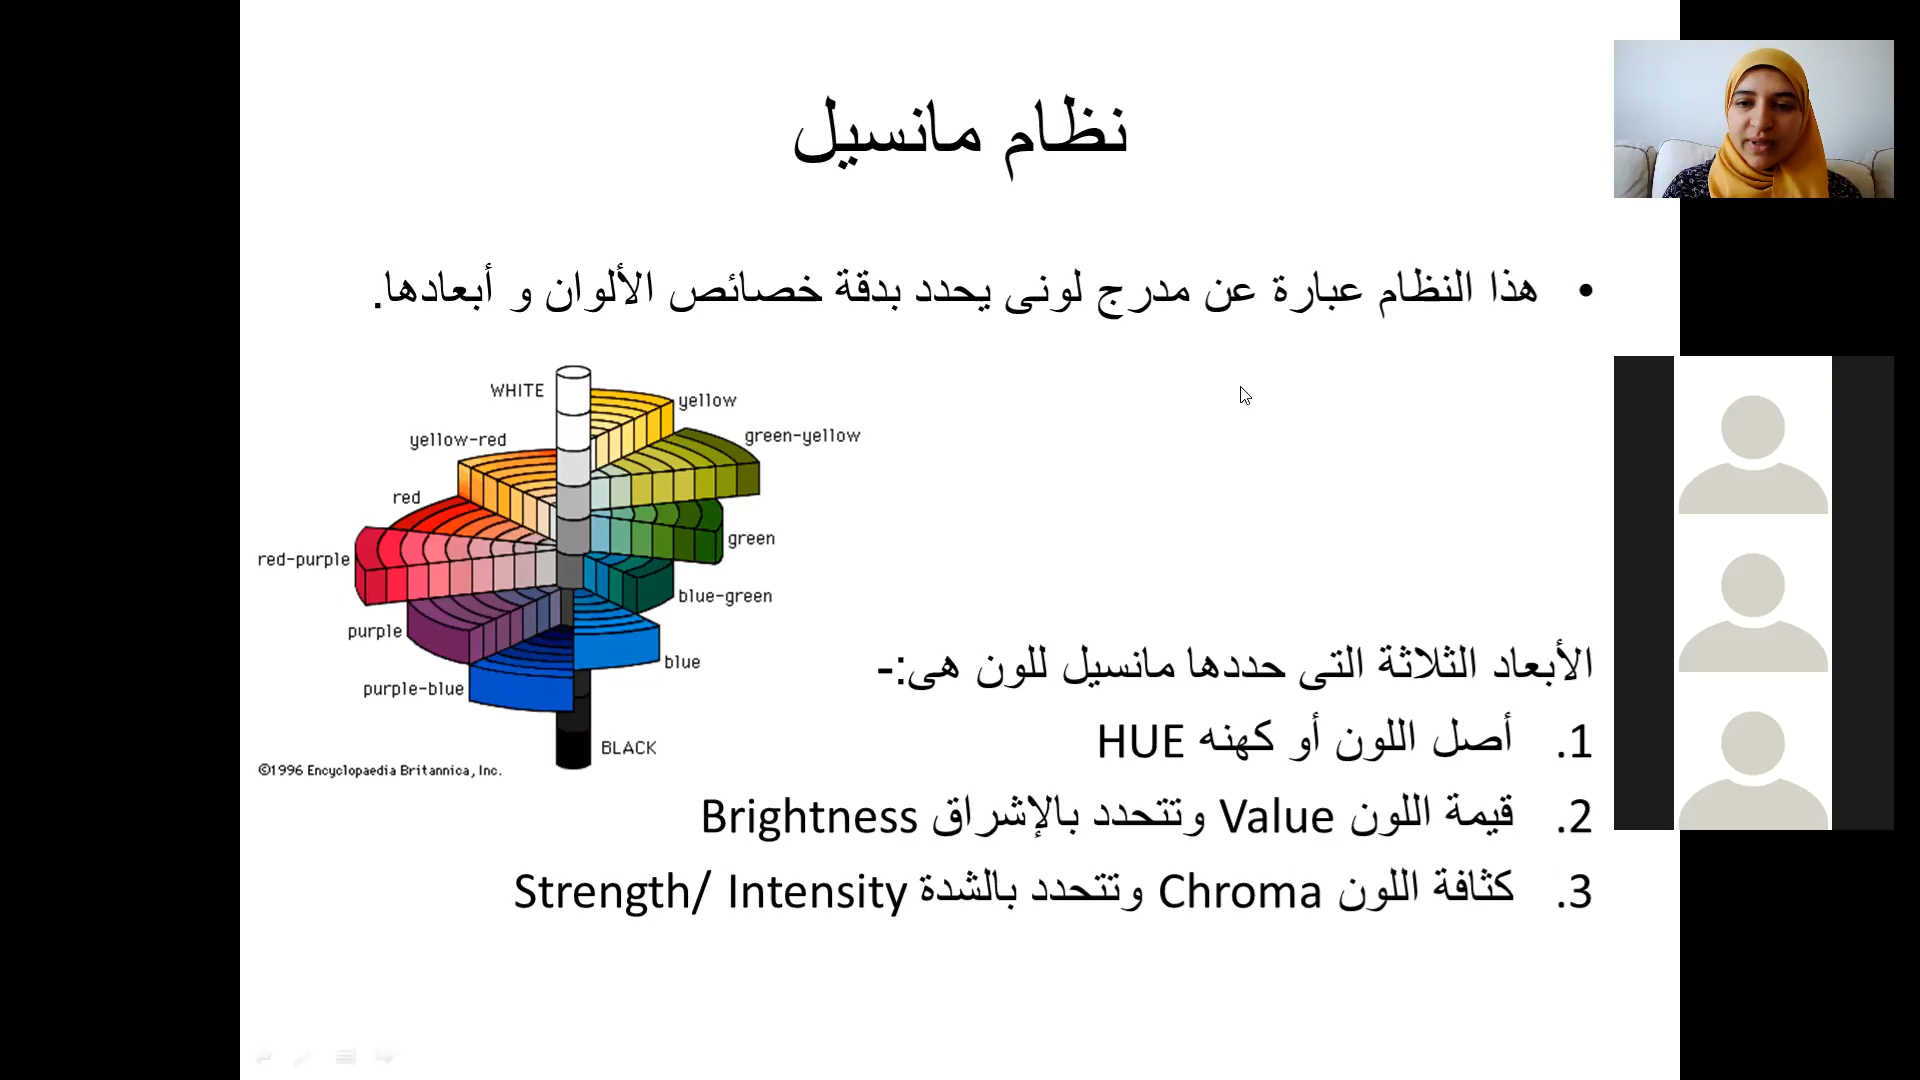 نظام مانسيل
• هذا النظام عبارة عن مدرج لونى يحدد بدقة خصائص الألوان و أبعادها.
WHITE
yellow
yellow-red
green-yellow
red
green
red-purple
blue-green
purple
blue
purple-blue
BLACK
©1996 Encyclopaedia Britannica, Inc.
الأبعاد الثلاثة التى حددها مانسيل للون هى:-
1. أصل اللون أو كهنه HUE
2. قيمة اللون Value وتتحدد بالإشراق Brightness
3. كثافة اللون Chroma وتتحدد بالشدة Strength/ Intensity